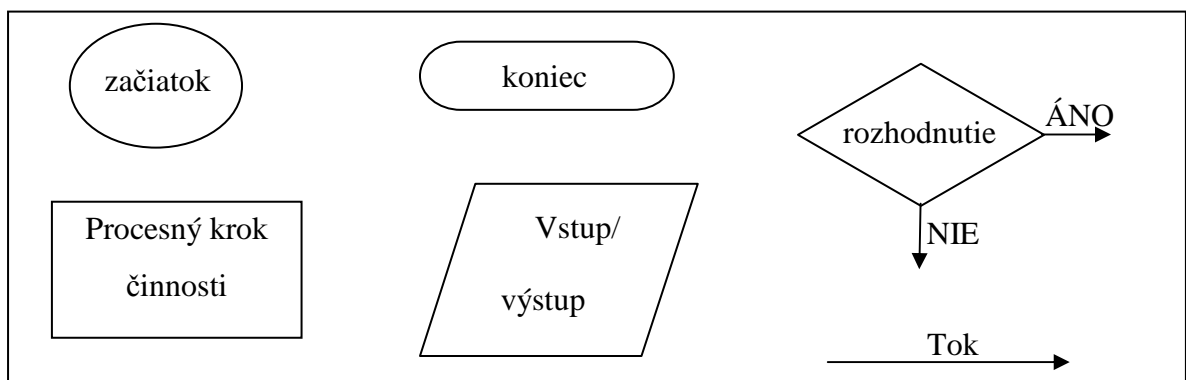 začiatok
koniec
rozhodnutie
ÁNO
NIE
Procesný krok
činnosti
Vstup/
výstup
Tok